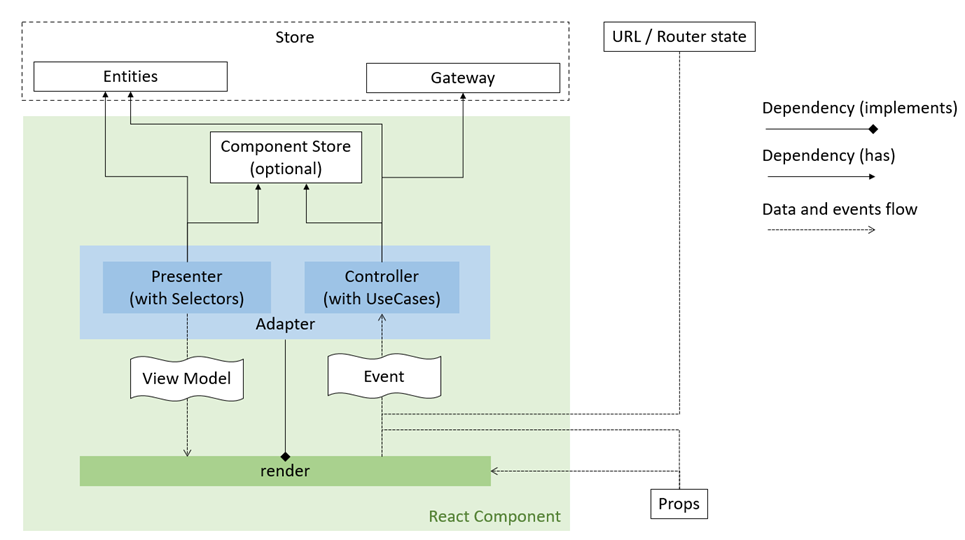 Store
URL / Router state
Entities
Gateway
Dependency (implements)
Component Store
(optional)
Dependency (has)
Data and events flow
Presenter
(with Selectors)
Controller
(with UseCases)
Adapter
View Model
Event
render
Props
React Component